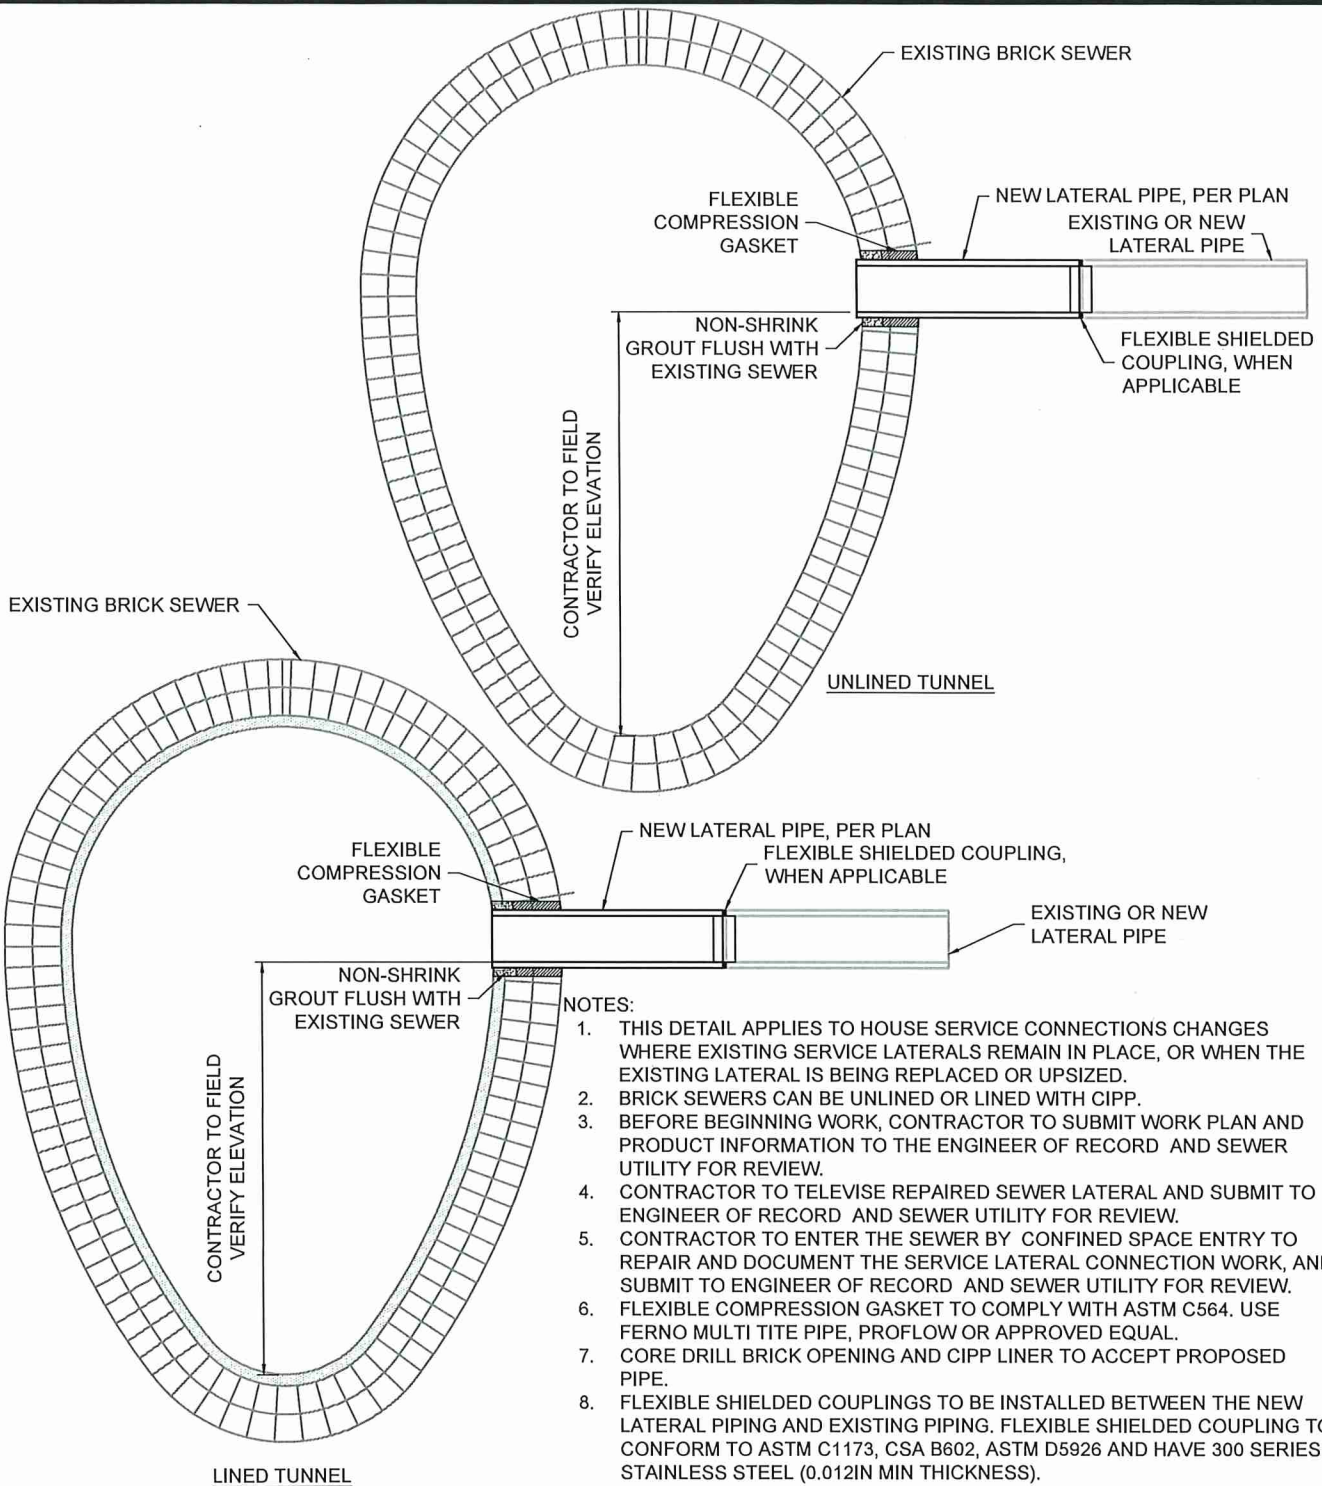 EXISTING BRICK SEWER
FLEXIBLE
COMPRESSION
GASKET
NEW LATERAL PIPE, PER PLAN
EXISTING OR NEW
LATERAL PIPE
NON-SHRINK
GROUT FLUSH WITH
EXISTING SEWER
FLEXIBLE SHIELDED
COUPLING, WHEN
APPLICABLE
CONTRACTOR TO FIELD
VERIFY ELEVATION
UNLINED TUNNEL
EXISTING BRICK SEWER
FLEXIBLE
COMPRESSION
GASKET
NEW LATERAL PIPE, PER PLAN
FLEXIBLE SHIELDED COUPLING,
WHEN APPLICABLE
EXISTING OR NEW
LATERAL PIPE
NON-SHRINK
GROUT FLUSH WITH
EXISTING SEWER
CONTRACTOR TO FIELD
VERIFY ELEVATION
LINED TUNNEL
NOTES:
1. THIS DETAIL APPLIES TO HOUSE SERVICE CONNECTIONS CHANGES
WHERE EXISTING SERVICE LATERALS REMAIN IN PLACE, OR WHEN THE
EXISTING LATERAL IS BEING REPLACED OR UPSIZED.
2. BRICK SEWERS CAN BE UNLINED OR LINED WITH CIPP.
3. BEFORE BEGINNING WORK, CONTRACTOR TO SUBMIT WORK PLAN AND
PRODUCT INFORMATION TO THE ENGINEER OF RECORD AND SEWER
UTILITY FOR REVIEW.
4. CONTRACTOR TO TELEVISE REPAIRED SEWER LATERAL AND SUBMIT TO
ENGINEER OF RECORD AND SEWER UTILITY FOR REVIEW.
5. CONTRACTOR TO ENTER THE SEWER BY CONFINED SPACE ENTRY TO
REPAIR AND DOCUMENT THE SERVICE LATERAL CONNECTION WORK, AND
SUBMIT TO ENGINEER OF RECORD AND SEWER UTILITY FOR REVIEW.
6. FLEXIBLE COMPRESSION GASKET TO COMPLY WITH ASTM C564. USE
FERNO MULTI TITE PIPE, PROFLOW OR APPROVED EQUAL.
7. CORE DRILL BRICK OPENING AND CIPP LINER TO ACCEPT PROPOSED
PIPE.
8. FLEXIBLE SHIELDED COUPLINGS TO BE INSTALLED BETWEEN THE NEW
LATERAL PIPING AND EXISTING PIPING. FLEXIBLE SHIELDED COUPLING TO
CONFORM TO ASTM C1173, CSA B602, ASTM D5926 AND HAVE 300 SERIES
STAINLESS STEEL (0.012IN MIN THICKNESS).